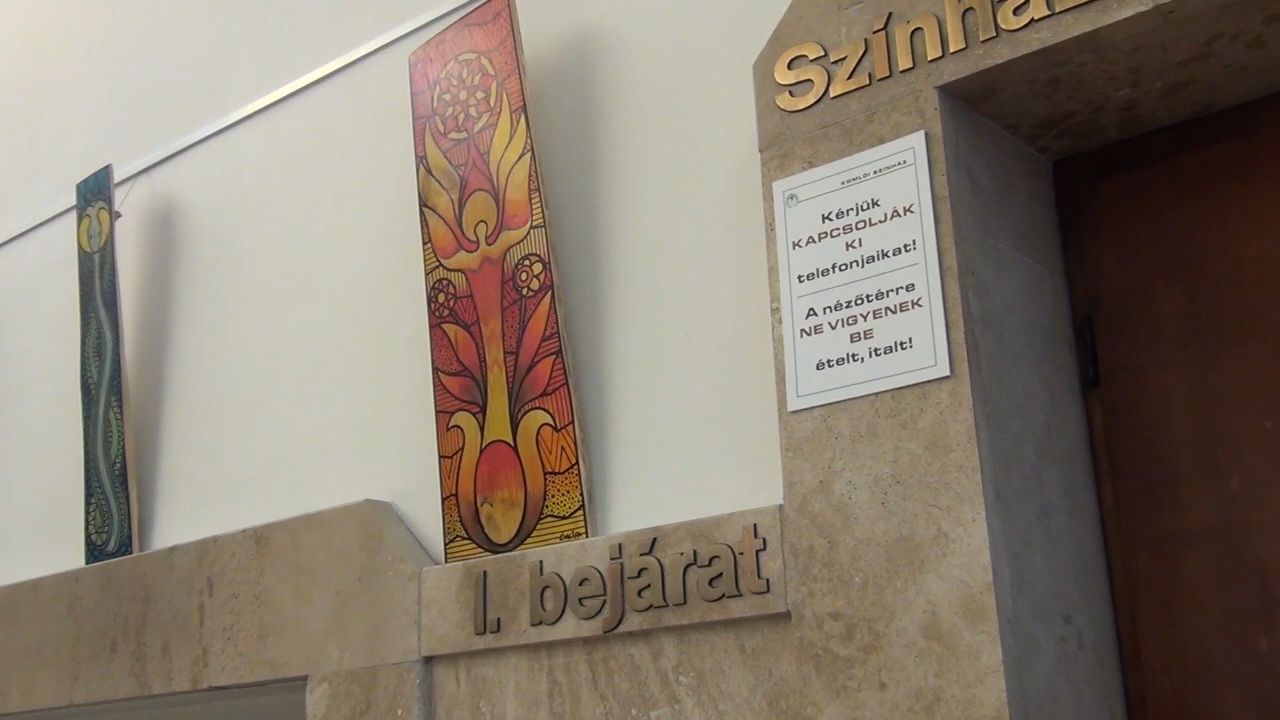 Színház
KOMLÓI SZÍNHÁZ
Kérjük
KAPCSOLJÁK
KI
telefonjaikat!
A nézőtérre
NE VIGYENEK
BE
ételt, italt!
I. bejárat